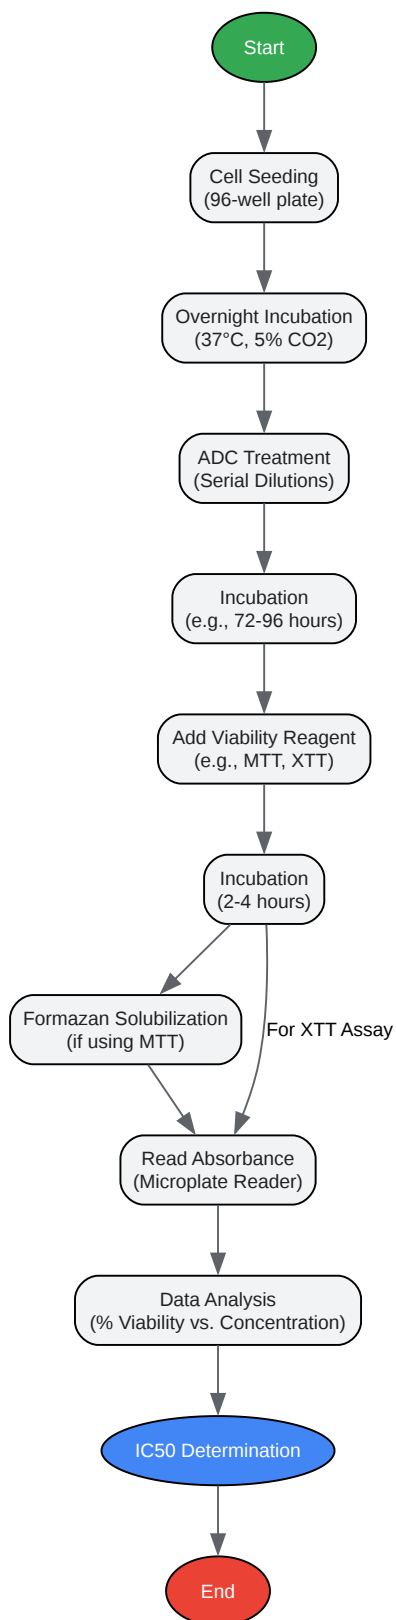 Start
Cell Seeding
(96-well plate)
Overnight Incubation
(37°C, 5% CO2)
ADC Treatment
(Serial Dilutions)
Incubation
(e.g., 72-96 hours)
Add Viability Reagent
(e.g., MTT, XTT)
Incubation
(2-4 hours)
Formazan Solubilization
(if using MTT)
For XTT Assay
Read Absorbance
(Microplate Reader)
Data Analysis
(% Viability vs. Concentration)
IC50 Determination
End